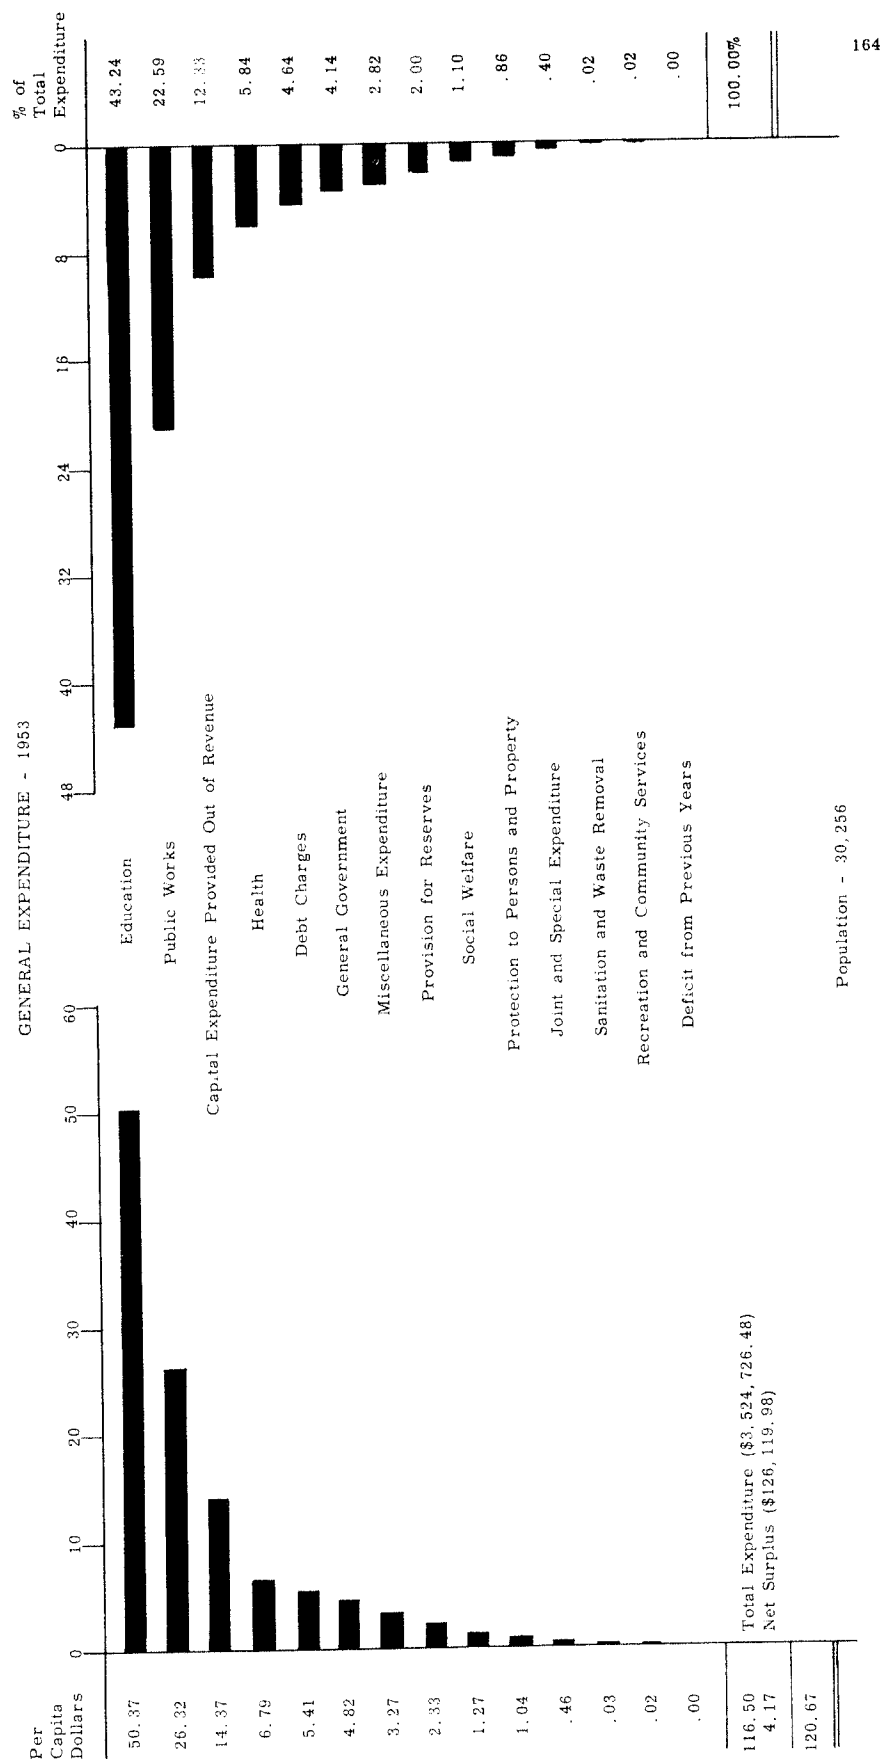 164
GENERAL EXPENDITURE - 1953
Per
Capita
Dollars
0 10 20 30 40 50 60
48 40 32 24 16 8 0
% of
Total
Expenditure
50.37 Education 43.24
26.32 Public Works 22.59
14.37 Capital Expenditure Provided Out of Revenue 12.33
6.79 Health 5.84
5.41 Debt Charges 4.64
4.82 General Government 4.14
3.27 Miscellaneous Expenditure 2.82
2.33 Provision for Reserves 2.00
1.27 Social Welfare 1.10
1.04 Protection to Persons and Property .86
.46 Joint and Special Expenditure .40
.03 Sanitation and Waste Removal .02
.02 Recreation and Community Services .02
.00 Deficit from Previous Years .00
116.50 Total Expenditure ($3,524,726.48) 100.00%
4.17 Net Surplus ($126,119.98)
120.67
Population - 30,256